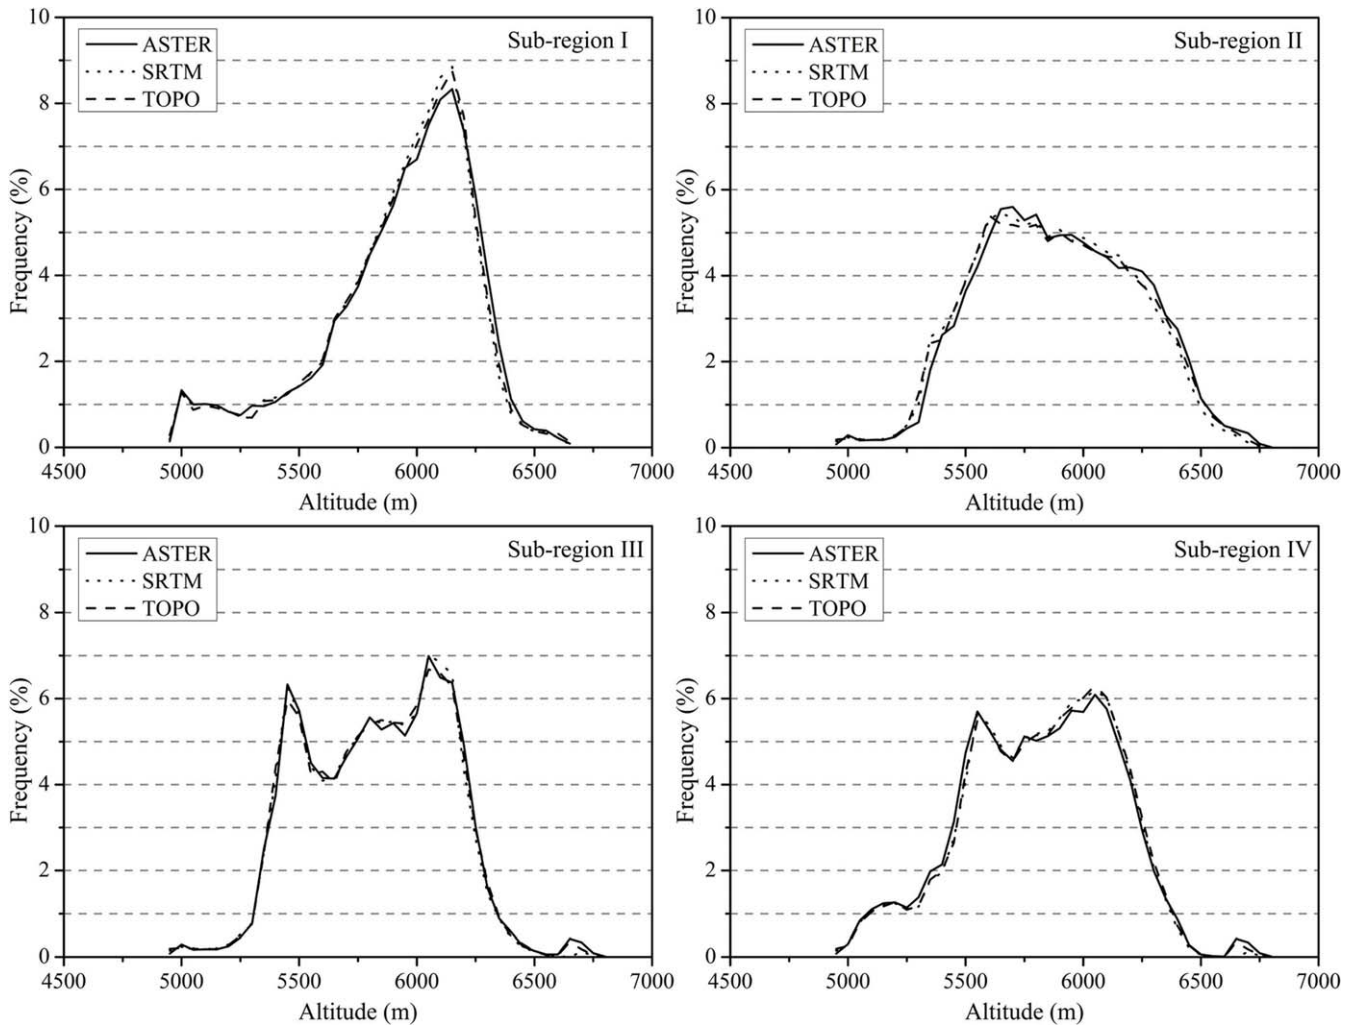 10
8
6
4
2
0
Frequency (%)
ASTER
SRTM
TOPO
Sub-region I
4500 5000 5500 6000 6500 7000
Altitude (m)
10
8
6
4
2
0
Frequency (%)
ASTER
SRTM
TOPO
Sub-region II
4500 5000 5500 6000 6500 7000
Altitude (m)
10
8
6
4
2
0
Frequency (%)
ASTER
SRTM
TOPO
Sub-region III
4500 5000 5500 6000 6500 7000
Altitude (m)
10
8
6
4
2
0
Frequency (%)
ASTER
SRTM
TOPO
Sub-region IV
4500 5000 5500 6000 6500 7000
Altitude (m)